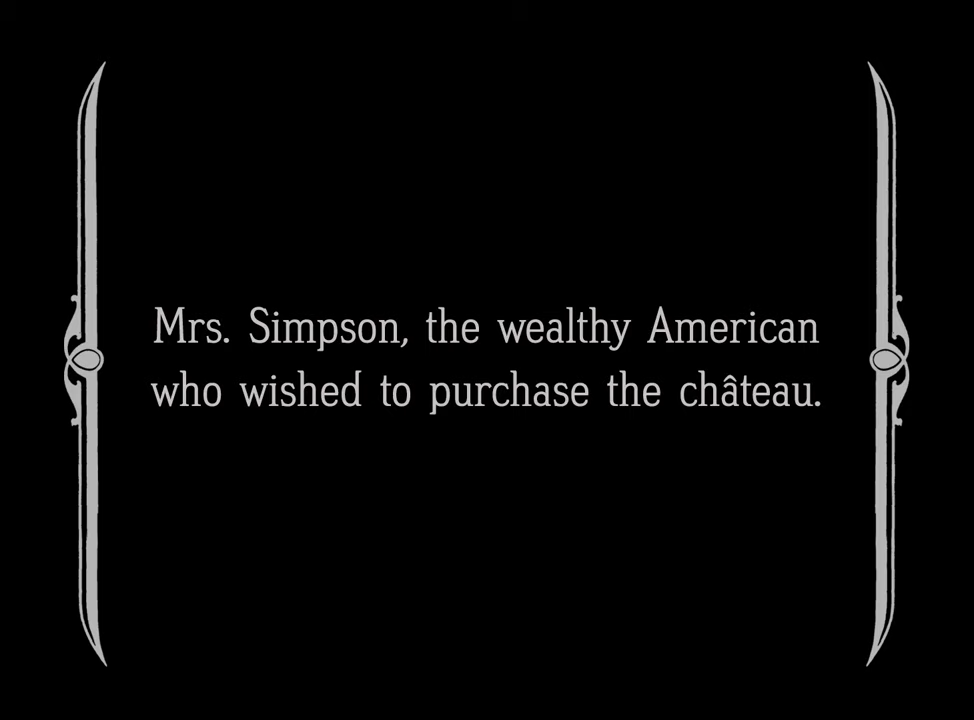 Mrs. Simpson, the wealthy American
who wished to purchase the château.